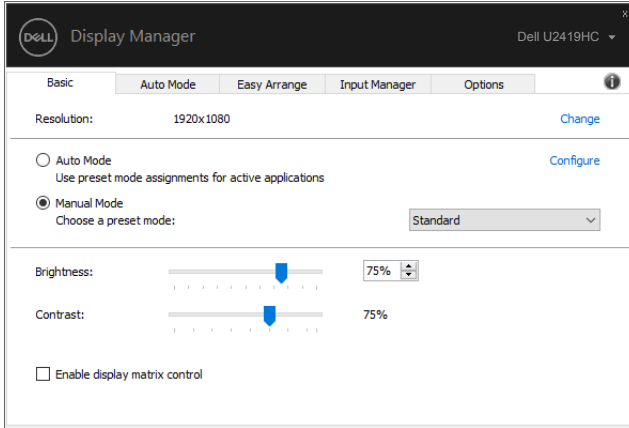 x
DELL Display Manager Dell U2419HC
Basic Auto Mode Easy Arrange Input Manager Options i
Resolution: 1920x1080 Change
Auto Mode Configure
Use preset mode assignments for active applications
Manual Mode
Choose a preset mode: Standard
Brightness: 75%
Contrast: 75%
Enable display matrix control